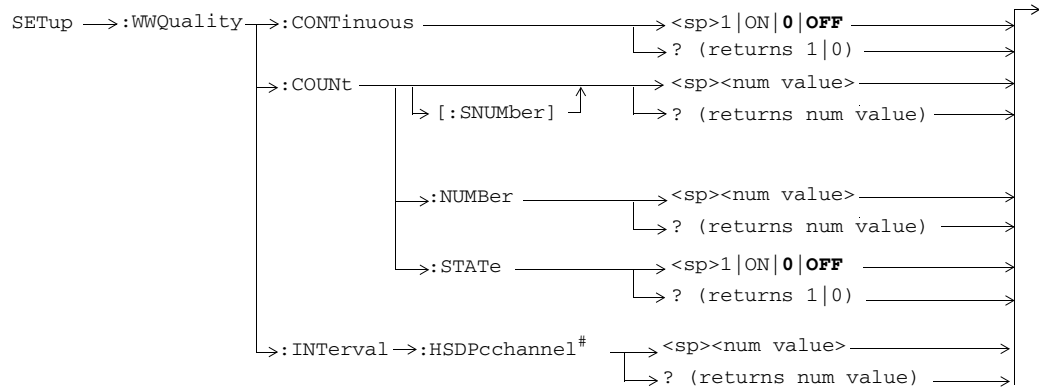 SETup :WWQuality :CONTinuous <sp>1|ON|0|OFF
? (returns 1|0)
:COUNt <sp><num value>
[:SNUMber] ? (returns num value)
:NUMBer <sp><num value>
? (returns num value)
:STATe <sp>1|ON|0|OFF
? (returns 1|0)
:INTerval :HSDPcchannel# <sp><num value>
? (returns num value)